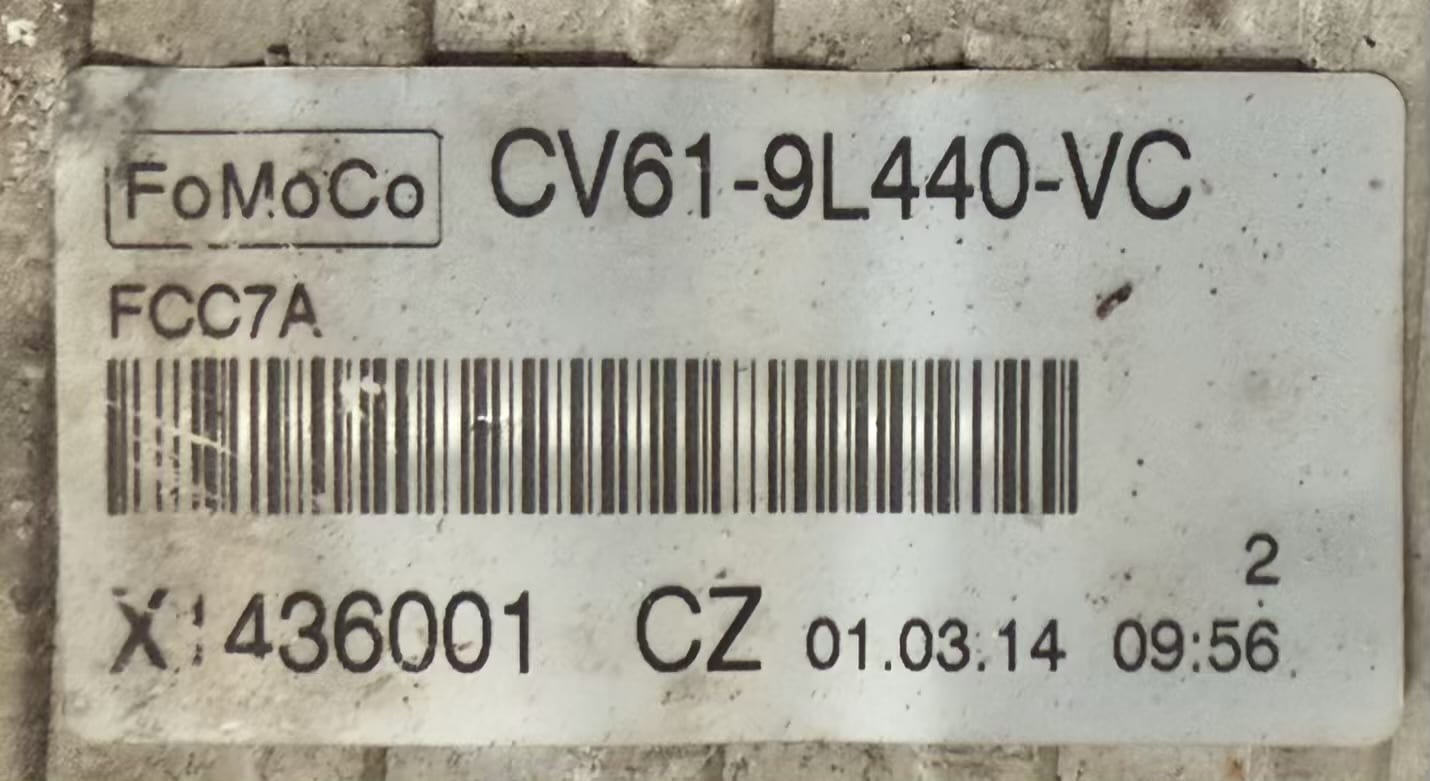 FoMoCo CV61-9L440-VC
FCC7A
2
X: 436001 CZ 01.03.14 09:56